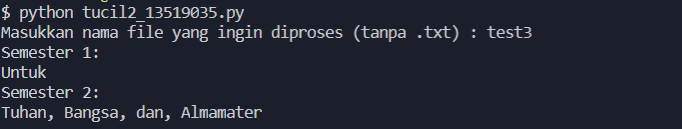 $ python tucil2_13519035.py
Masukkan nama file yang ingin diproses (tanpa .txt) : test3
Semester 1:
Untuk
Semester 2:
Tuhan, Bangsa, dan, Almamater